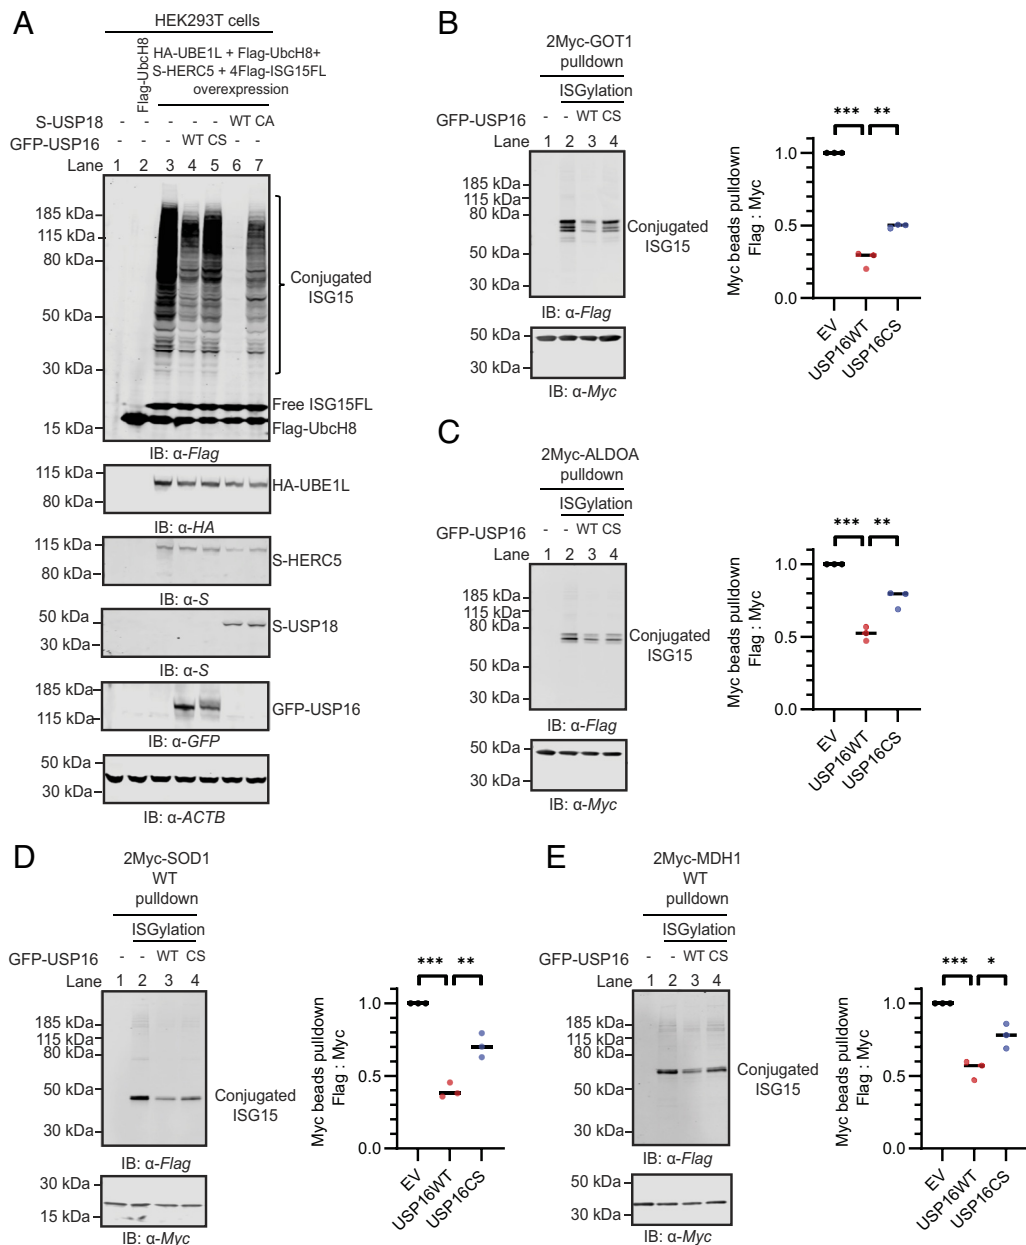 A
HEK293T cells
Flag-UbcH8
HA-UBE1L + Flag-UbcH8+
S-HERC5 + 4Flag-ISG15FL
overexpression
S-USP18 - - - - - WT CA
GFP-USP16 - - - WT CS - -
Lane 1 2 3 4 5 6 7
185 kDa
115 kDa
80 kDa
50 kDa
30 kDa
15 kDa
Conjugated
ISG15
Free ISG15FL
Flag-UbcH8
IB: α-Flag
115 kDa
80 kDa
HA-UBE1L
IB: α-HA
115 kDa
80 kDa
S-HERC5
IB: α-S
50 kDa
30 kDa
S-USP18
IB: α-S
185 kDa
115 kDa
GFP-USP16
IB: α-GFP
50 kDa
30 kDa
IB: α-ACTB
B
2Myc-GOT1
pulldown
ISGylation
GFP-USP16 - - WT CS
Lane 1 2 3 4
185 kDa
115 kDa
80 kDa
50 kDa
30 kDa
Conjugated
ISG15
IB: α-Flag
50 kDa
30 kDa
IB: α-Myc
*** **
Myc beads pulldown
Flag : Myc
1.0
0.5
0.0
EV
USP16WT
USP16CS
C
2Myc-ALDOA
pulldown
ISGylation
GFP-USP16 - - WT CS
Lane 1 2 3 4
185 kDa
115 kDa
80 kDa
50 kDa
30 kDa
Conjugated
ISG15
IB: α-Flag
50 kDa
30 kDa
IB: α-Myc
*** **
Myc beads pulldown
Flag : Myc
1.0
0.5
0.0
EV
USP16WT
USP16CS
D
2Myc-SOD1
WT
pulldown
ISGylation
GFP-USP16 - - WT CS
Lane 1 2 3 4
185 kDa
115 kDa
80 kDa
50 kDa
30 kDa
Conjugated
ISG15
IB: α-Flag
30 kDa
15 kDa
IB: α-Myc
*** **
Myc beads pulldown
Flag : Myc
1.0
0.5
0.0
EV
USP16WT
USP16CS
E
2Myc-MDH1
WT
pulldown
ISGylation
GFP-USP16 - - WT CS
Lane 1 2 3 4
185 kDa
115 kDa
80 kDa
50 kDa
30 kDa
Conjugated
ISG15
IB: α-Flag
50 kDa
30 kDa
IB: α-Myc
*** *
Myc beads pulldown
Flag : Myc
1.0
0.5
0.0
EV
USP16WT
USP16CS